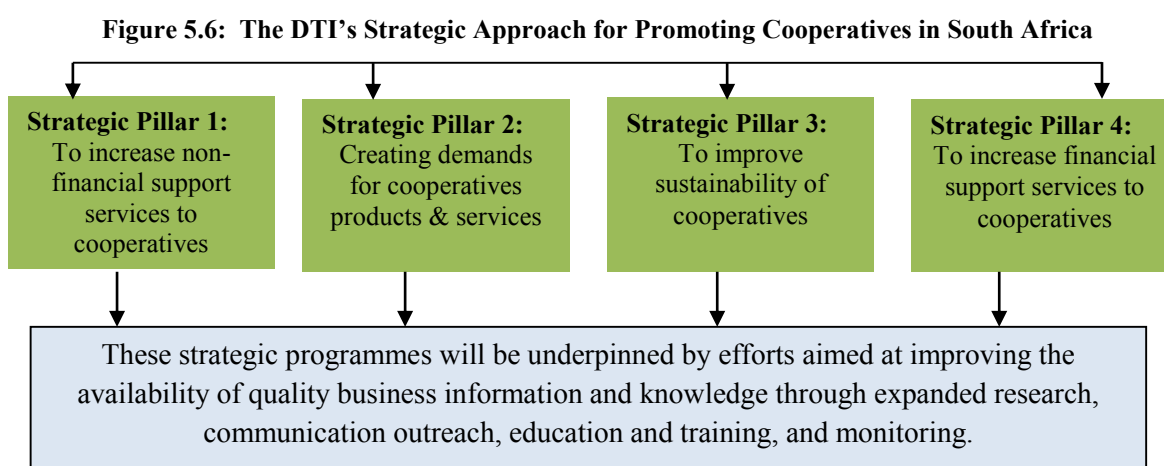 Figure 5.6:  The DTI's Strategic Approach for Promoting Cooperatives in South Africa
Strategic Pillar 1:
To increase non-
financial support
services to
cooperatives
Strategic Pillar 2:
Creating demands
for cooperatives
products & services
Strategic Pillar 3:
To improve
sustainability of
cooperatives
Strategic Pillar 4:
To increase financial
support services to
cooperatives
These strategic programmes will be underpinned by efforts aimed at improving the
availability of quality business information and knowledge through expanded research,
communication outreach, education and training, and monitoring.